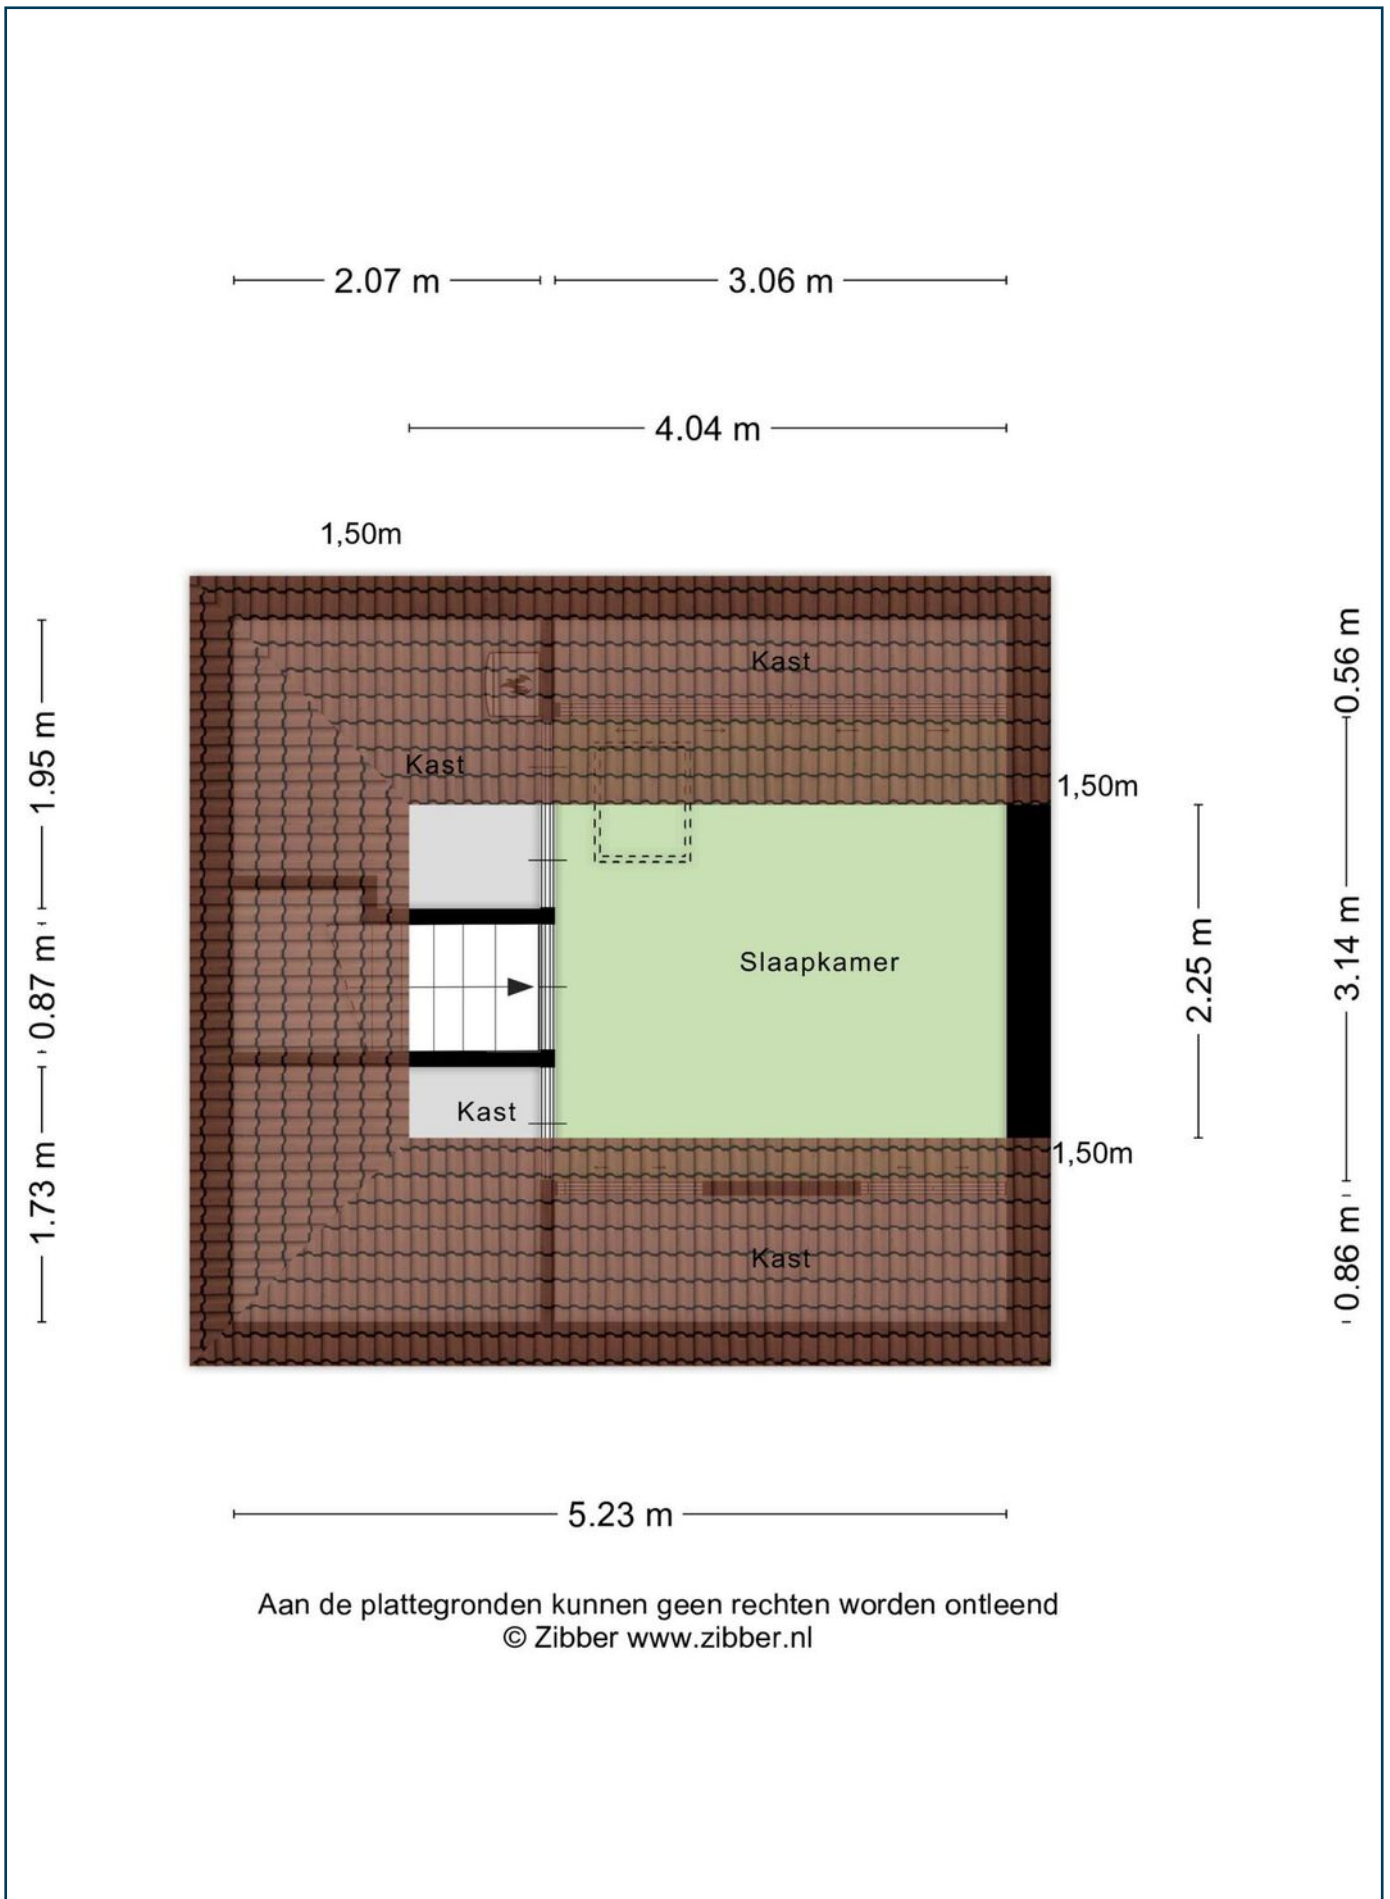 2.07 m
3.06 m
4.04 m
1,50m
Kast
0.56 m
1.95 m
Kast
1,50m
0.87 m
Slaapkamer
2.25 m
3.14 m
Kast
1,50m
1.73 m
Kast
0.86 m
5.23 m
Aan de plattegronden kunnen geen rechten worden ontleend
© Zibber www.zibber.nl